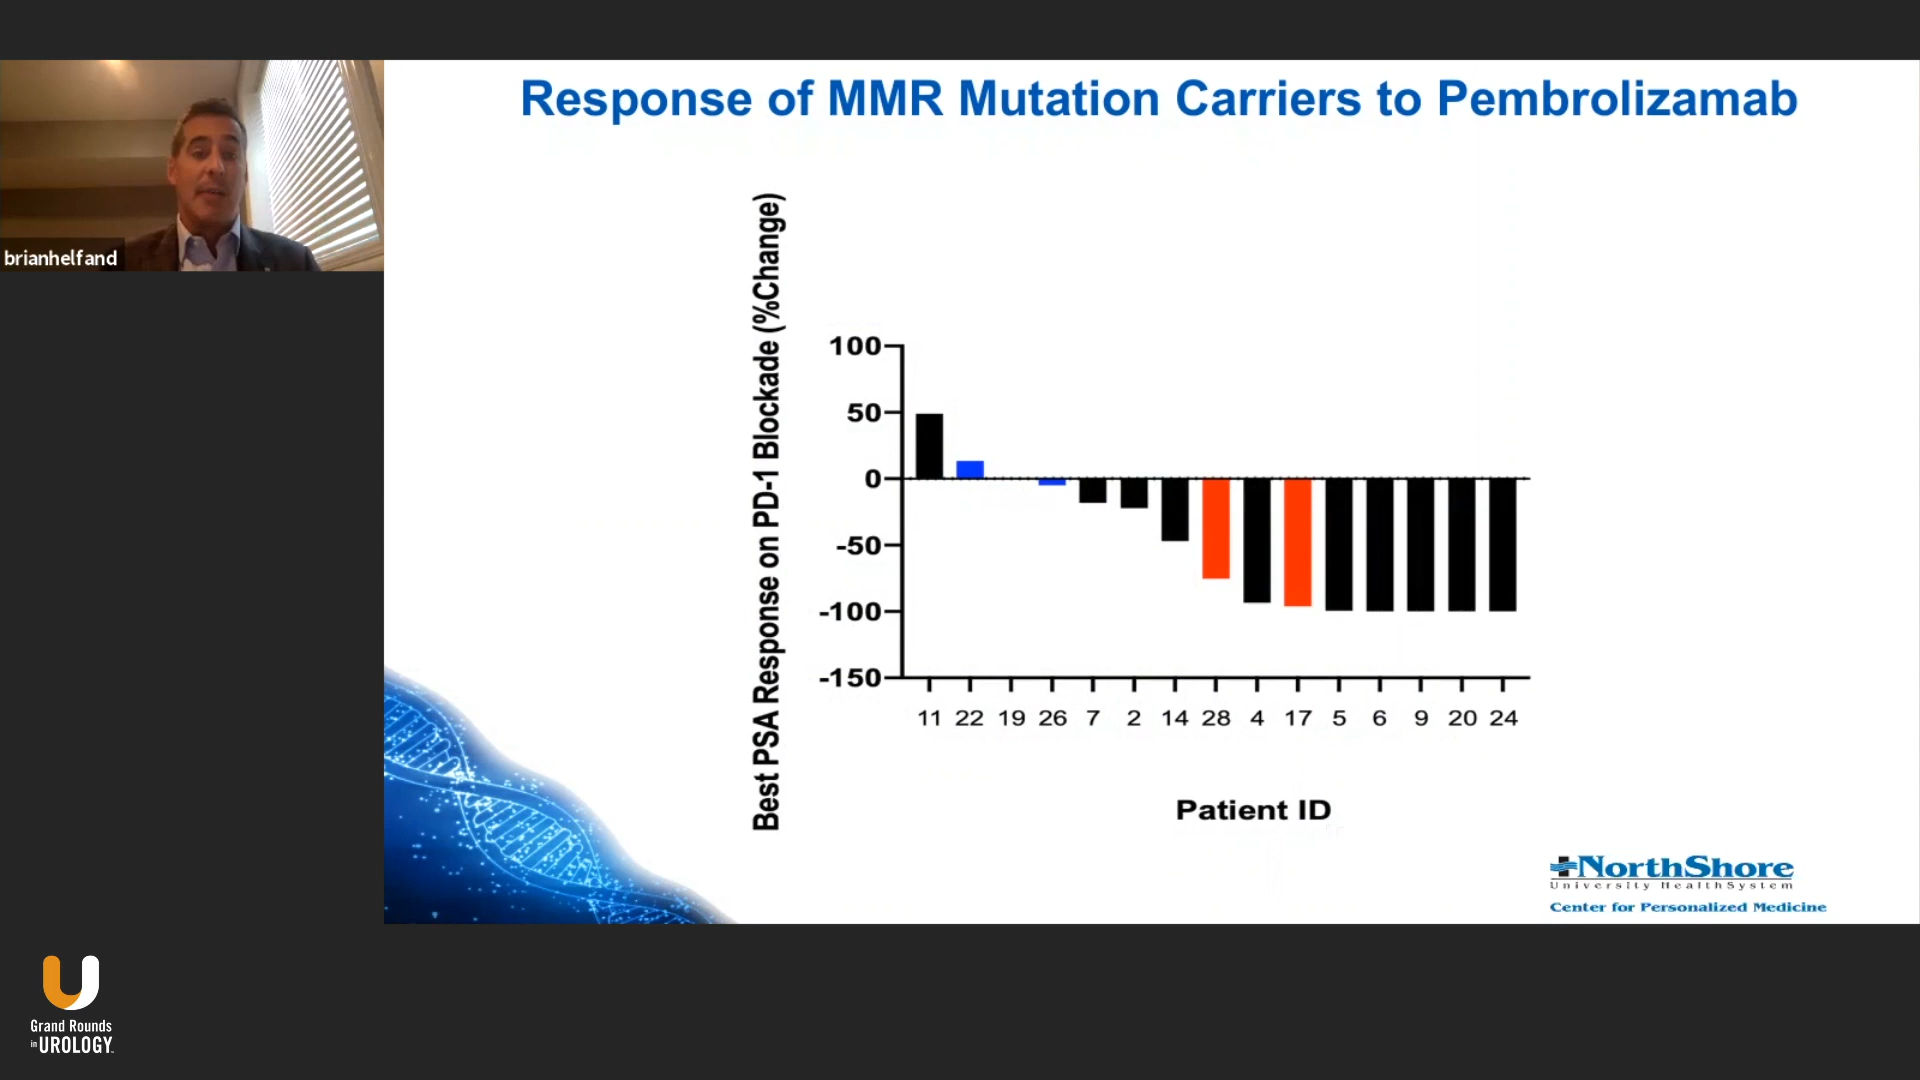 Response of MMR Mutation Carriers to Pembrolizamab
brianhelfand
Best PSA Response on PD-1 Blockade (%Change)
100
50
0
-50
-100
-150
11 22 19 26 7 2 14 28 4 17 5 6 9 20 24
Patient ID
NorthShore
University HealthSystem
Center for Personalized Medicine
Grand Rounds
in UROLOGY